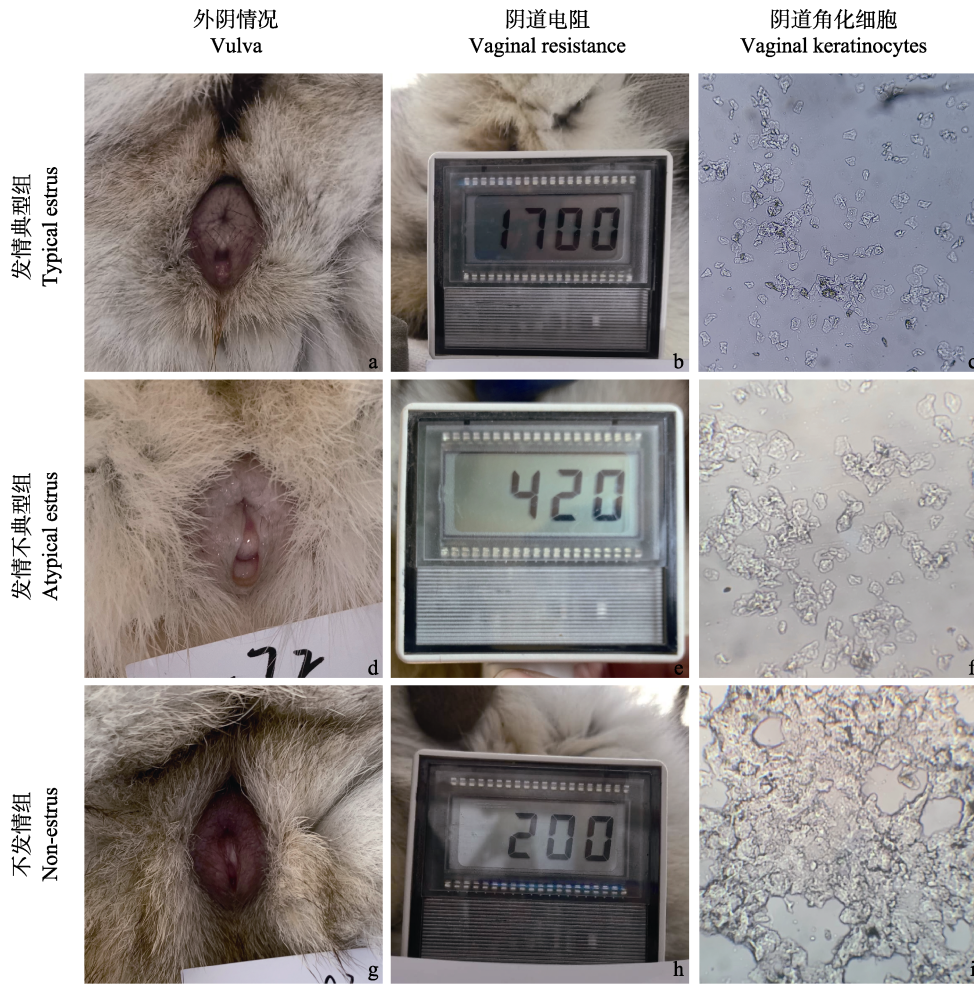 外阴情况
Vulva
阴道电阻
Vaginal resistance
阴道角化细胞
Vaginal keratinocytes
发情典型组
Typical estrus
a
1700
b
c
发情不典型组
Atypical estrus
d
420
e
f
不发情组
Non-estrus
g
200
h
i